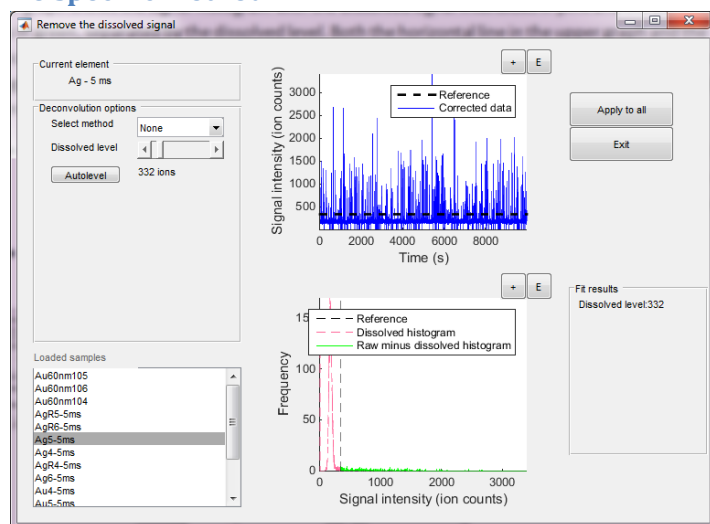 Remove the dissolved signal
Current element
Ag - 5 ms
Deconvolution options
Select method
None
Dissolved level
Autolevel
332 ions
Loaded samples
Au60nm105
Au60nm106
Au60nm104
AgR5-5ms
AgR6-5ms
Ag5-5ms
Ag4-5ms
AgR4-5ms
Ag6-5ms
Au4-5ms
Au5-5ms
+ E
Signal intensity (ion counts)
3000
2500
2000
1500
1000
500
Reference
Corrected data
0 2000 4000 6000 8000
Time (s)
+ E
Frequency
15
100
50
0
Reference
Dissolved histogram
Raw minus dissolved histogram
0 1000 2000 3000
Signal intensity (ion counts)
Apply to all
Exit
Fit results
Dissolved level:332